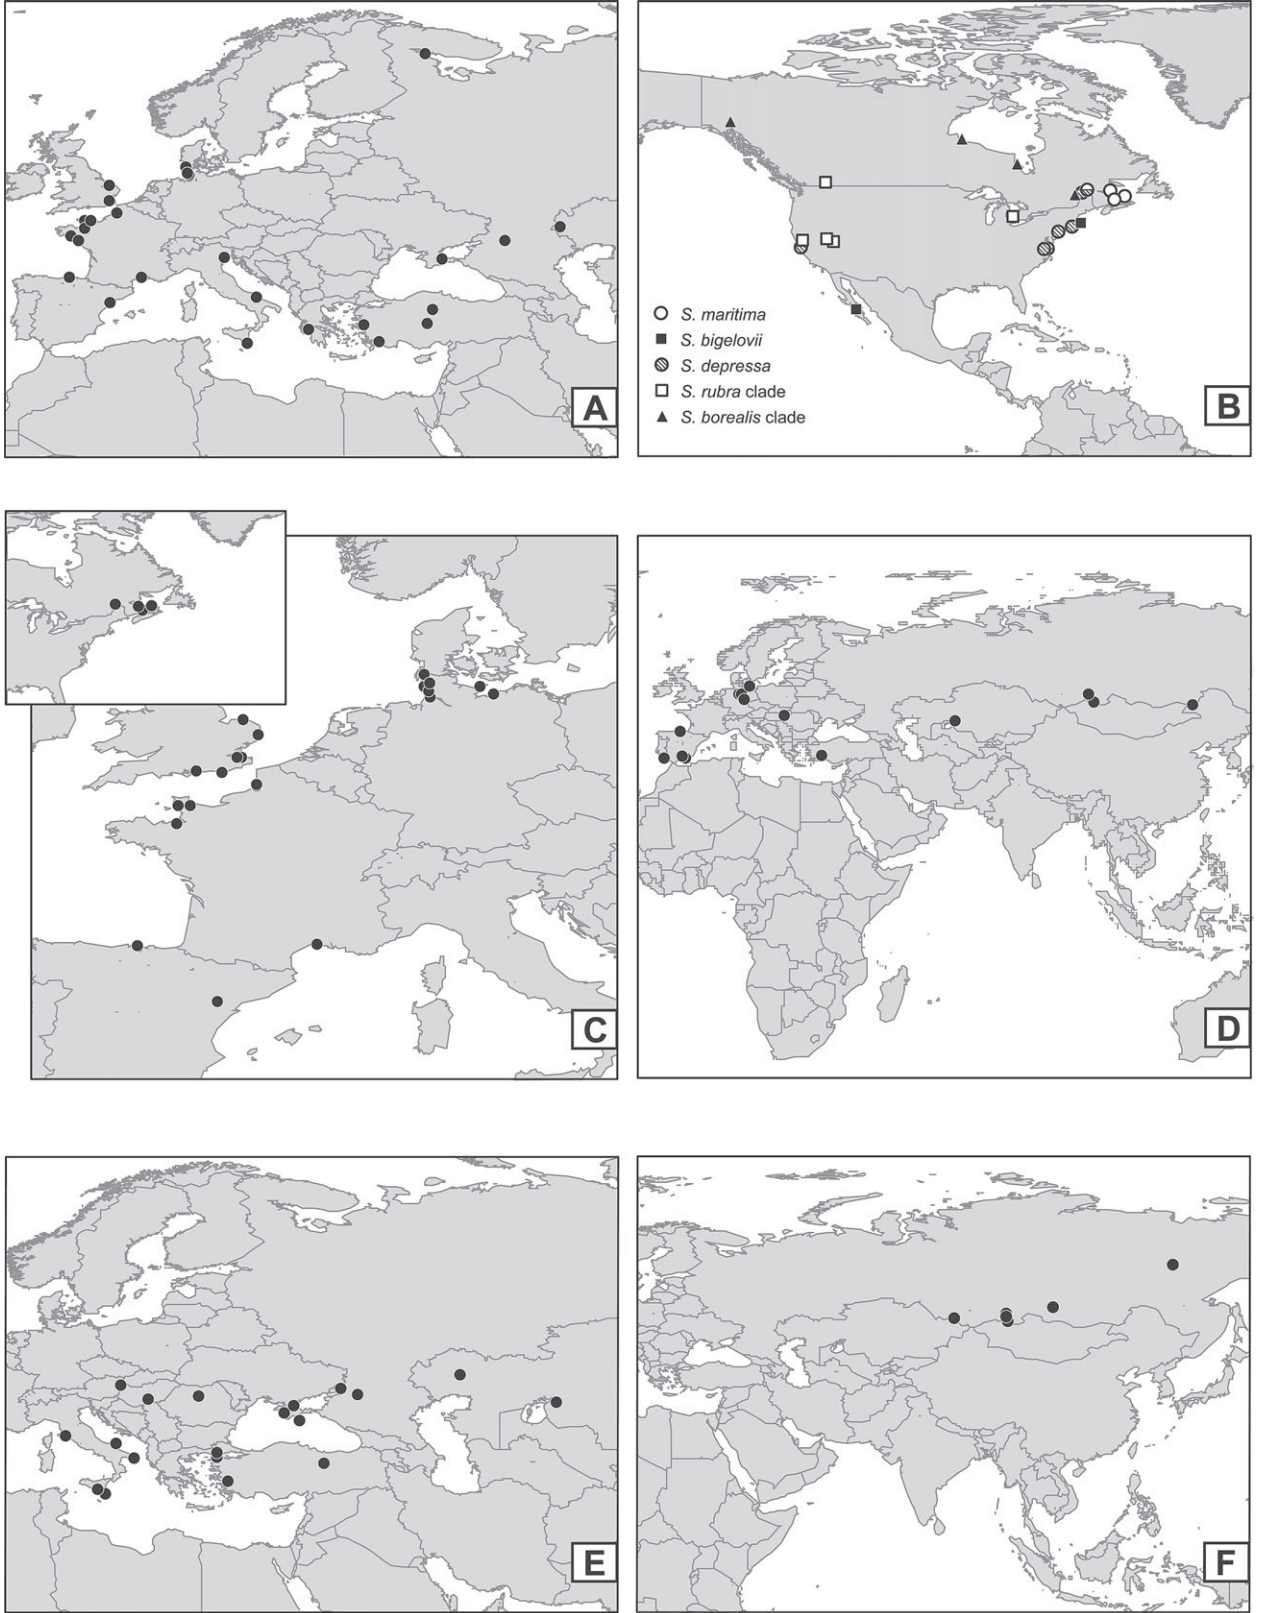 A
S. maritima
S. bigelovii
S. depressa
S. rubra clade
S. borealis clade
B
C
D
E
F